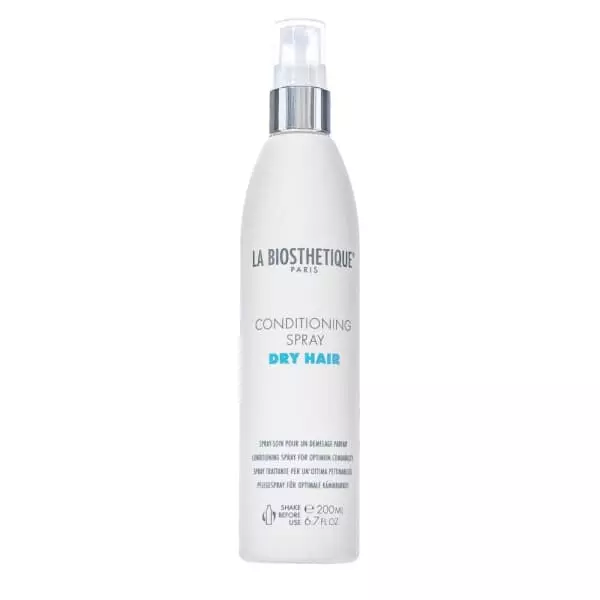 LA BIOSTHETIQUE®
PARIS
CONDITIONING
SPRAY
DRY HAIR
SPRAY-SOIN POUR UN DEMELAGE PARFAIT
CONDITIONING SPRAY FOR OPTIMUM COMBABILITY
SPRAY TRATTANTE PER UN'OTTIMA PETTINABILITÀ
PFLEGESPRAY FÜR OPTIMALE KÄMMBARKEIT
SHAKE
BEFORE
USE
℮ 200ML
6.7 FL OZ